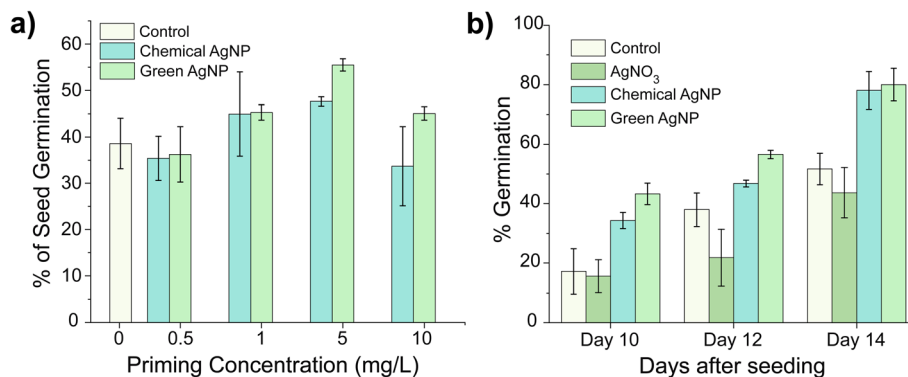 a)
Control
Chemical AgNP
Green AgNP
% of Seed Germination
60
50
40
30
20
10
0
0 0.5 1 5 10
Priming Concentration (mg/L)
b)
Control
AgNO₃
Chemical AgNP
Green AgNP
% Germination
100
80
60
40
20
0
Day 10 Day 12 Day 14
Days after seeding